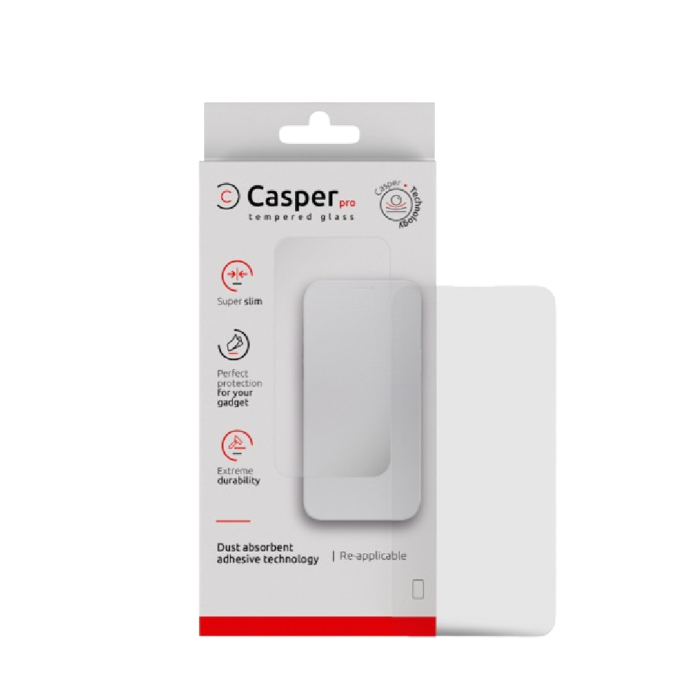 C Casper pro
tempered glass
Casper • Technology
Super slim
Perfect
protection
for your
gadget
Extreme
durability
Dust absorbent
adhesive technology | Re-applicable